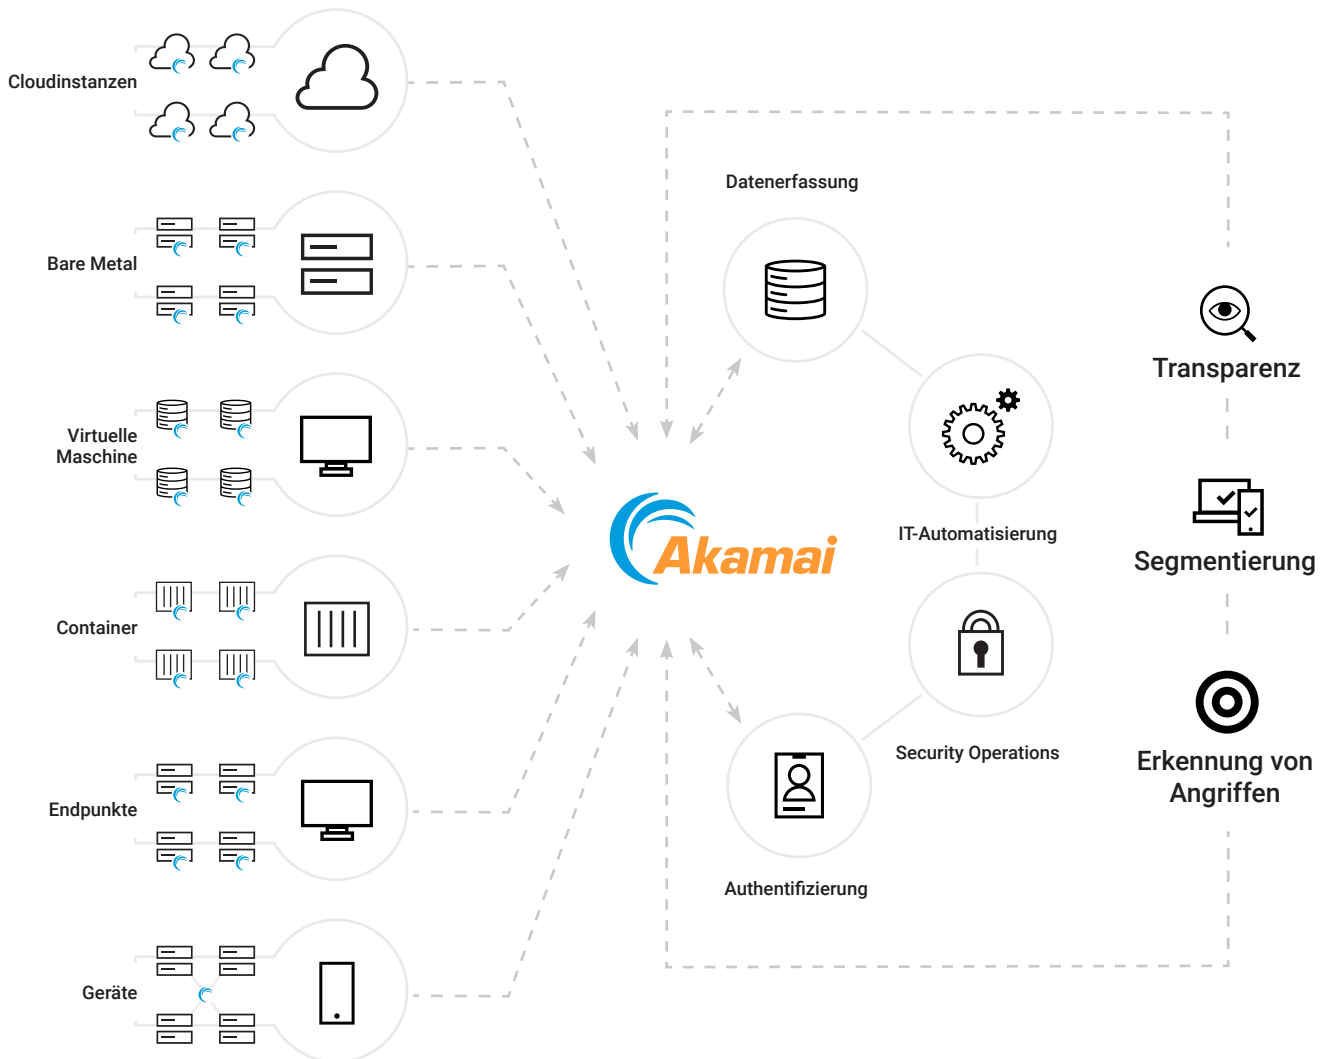 Cloudinstanzen
Bare Metal
Virtuelle
Maschine
Container
Endpunkte
Geräte
Akamai
Datenerfassung
IT-Automatisierung
Security Operations
Authentifizierung
Transparenz
Segmentierung
Erkennung von
Angriffen